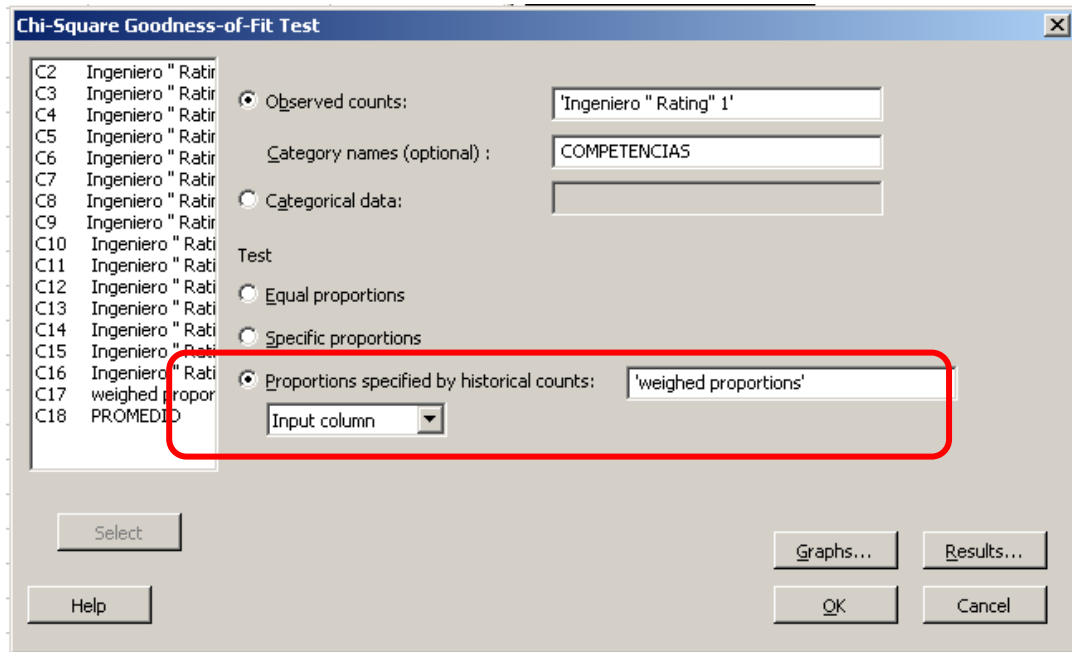 Chi-Square Goodness-of-Fit Test
C2 Ingeniero " Ratir
C3 Ingeniero " Ratir
C4 Ingeniero " Ratir
C5 Ingeniero " Ratir
C6 Ingeniero " Ratir
C7 Ingeniero " Ratir
C8 Ingeniero " Ratir
C9 Ingeniero " Ratir
C10 Ingeniero " Rati
C11 Ingeniero " Rati
C12 Ingeniero " Rati
C13 Ingeniero " Rati
C14 Ingeniero " Rati
C15 Ingeniero " Rati
C16 Ingeniero " Rati
C17 weighed propor
C18 PROMEDIO
Observed counts: 'Ingeniero " Rating" 1'
Category names (optional) : COMPETENCIAS
Categorical data:
Test
Equal proportions
Specific proportions
Proportions specified by historical counts: 'weighed proportions'
Input column
Select
Graphs... Results...
Help OK Cancel